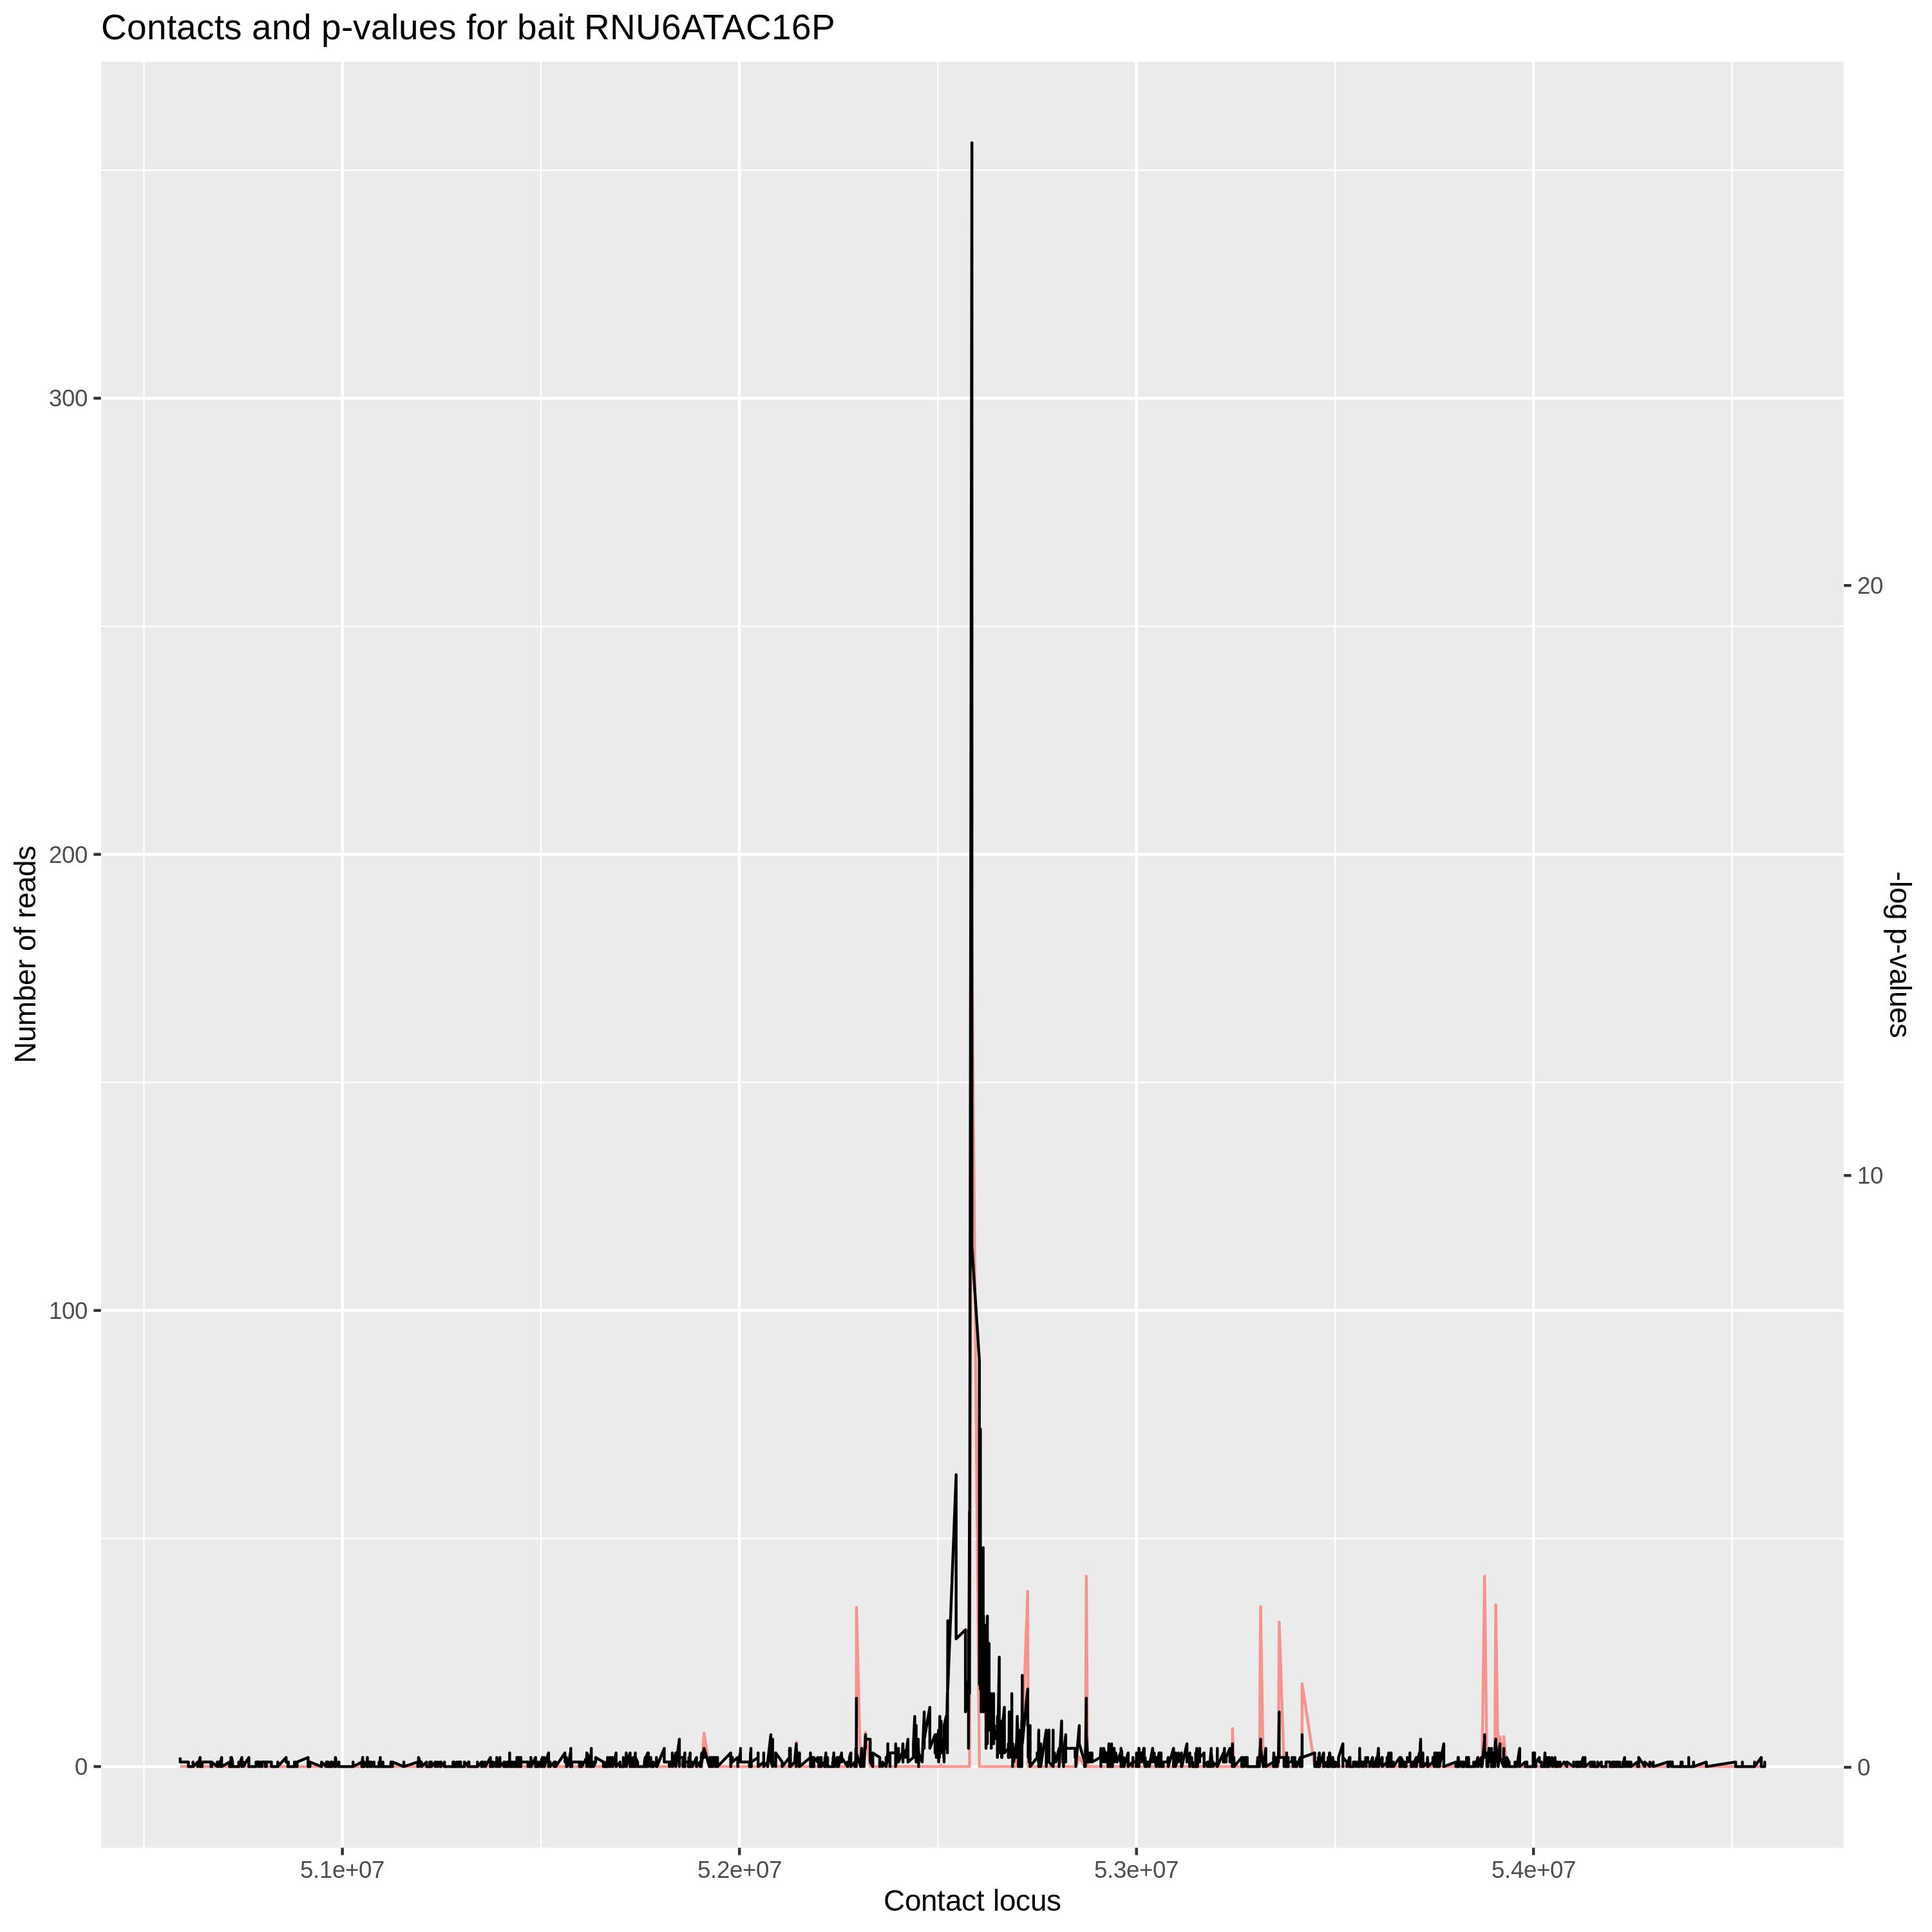 Contacts and p-values for bait RNU6ATAC16P
300
200
100
0
Number of reads
20
10
0
-log p-values
5.1e+07
5.2e+07
5.3e+07
5.4e+07
Contact locus